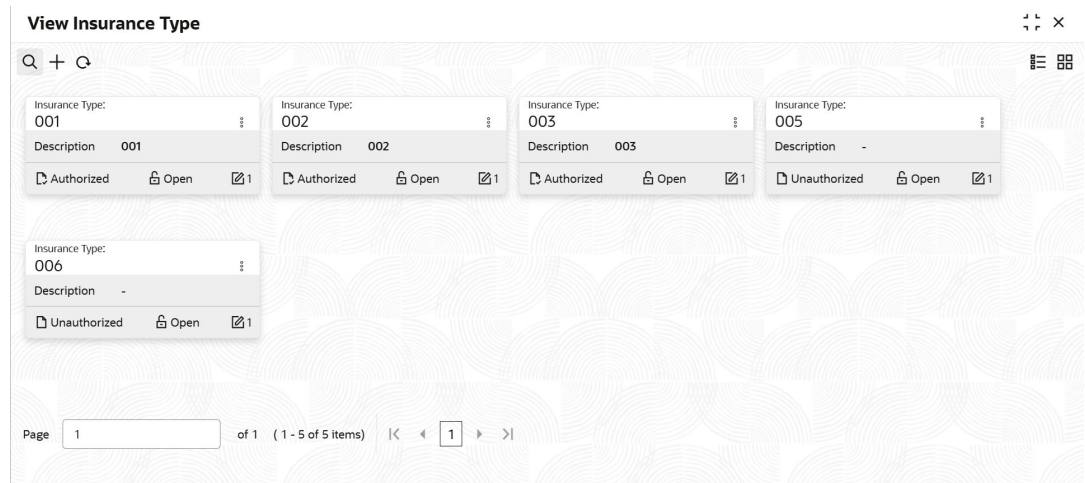 View Insurance Type
Insurance Type:
001
Description 001
Authorized Open 1
Insurance Type:
002
Description 002
Authorized Open 1
Insurance Type:
003
Description 003
Authorized Open 1
Insurance Type:
005
Description -
Unauthorized Open 1
Insurance Type:
006
Description -
Unauthorized Open 1
Page 1 of 1 ( 1 - 5 of 5 items) 1